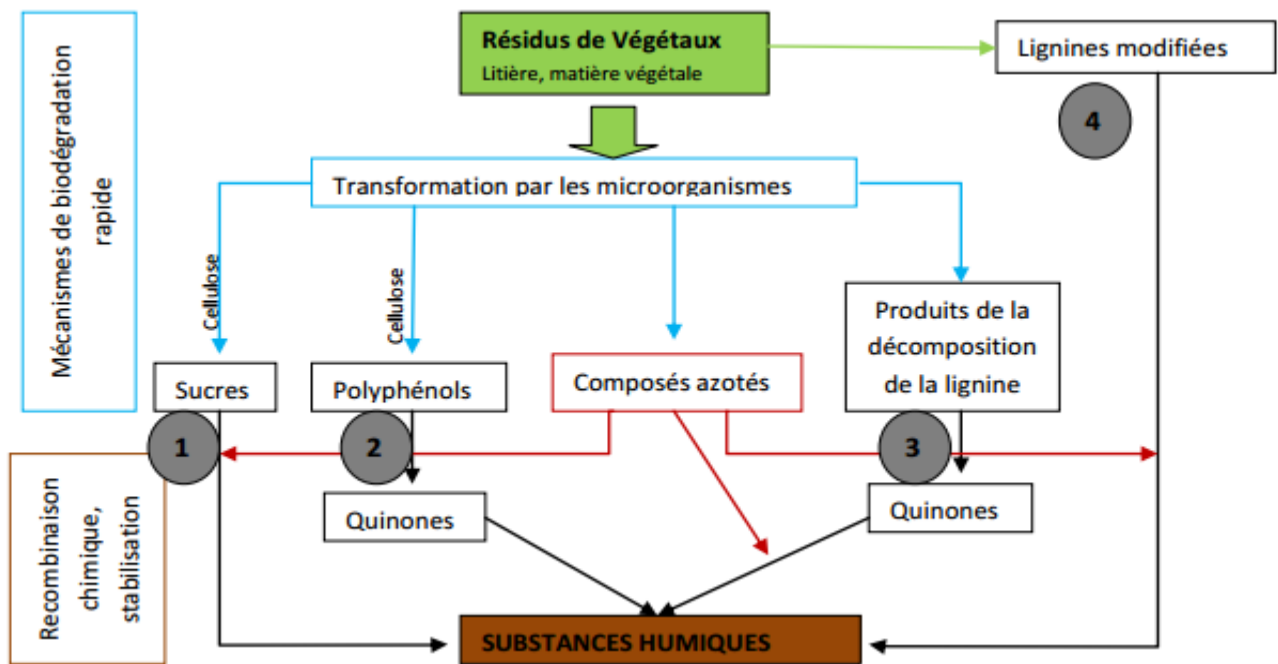 Résidus de Végétaux
Litière, matière végétale
Lignines modifiées
4
Mécanismes de biodégradation
rapide
Transformation par les microorganismes
Cellulose
Cellulose
Produits de la
décomposition
de la lignine
Sucres
Polyphénols
Composés azotés
1
2
3
Recombinaison
chimique,
stabilisation
Quinones
Quinones
SUBSTANCES HUMIQUES